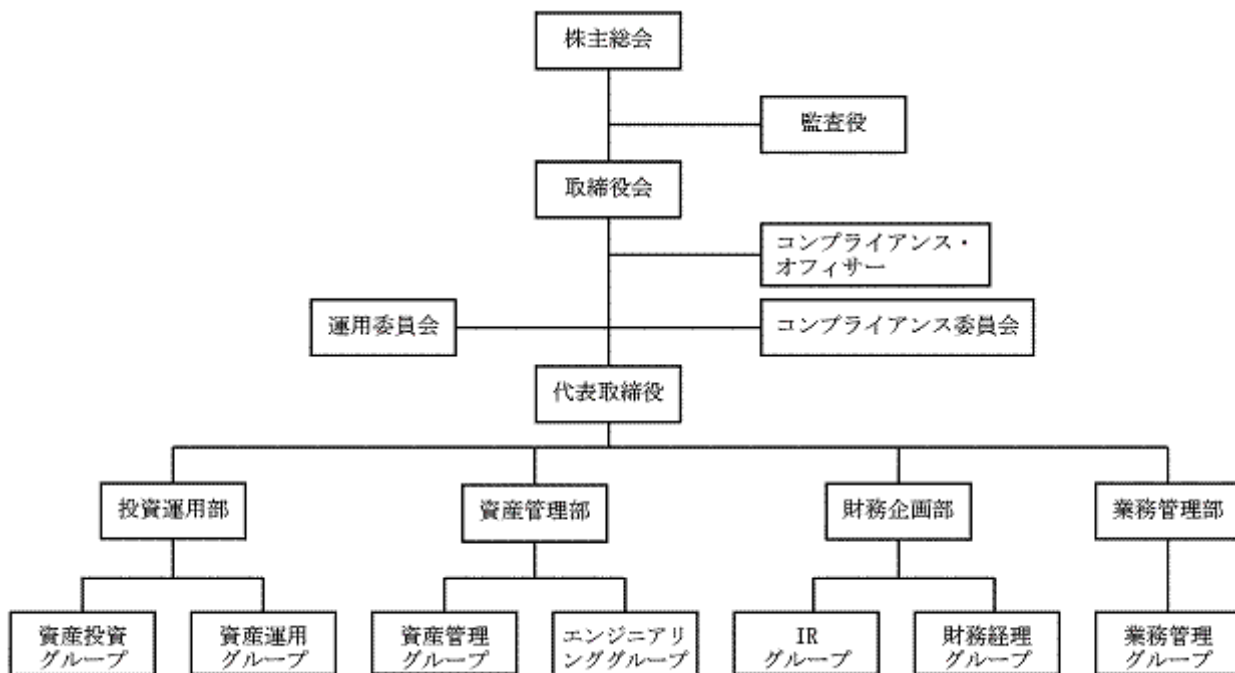 株主総会
監査役
取締役会
コンプライアンス・
オフィサー
運用委員会
コンプライアンス委員会
代表取締役
投資運用部
資産管理部
財務企画部
業務管理部
資産投資
グループ
資産運用
グループ
資産管理
グループ
エンジニアリ
ンググループ
IR
グループ
財務経理
グループ
業務管理
グループ